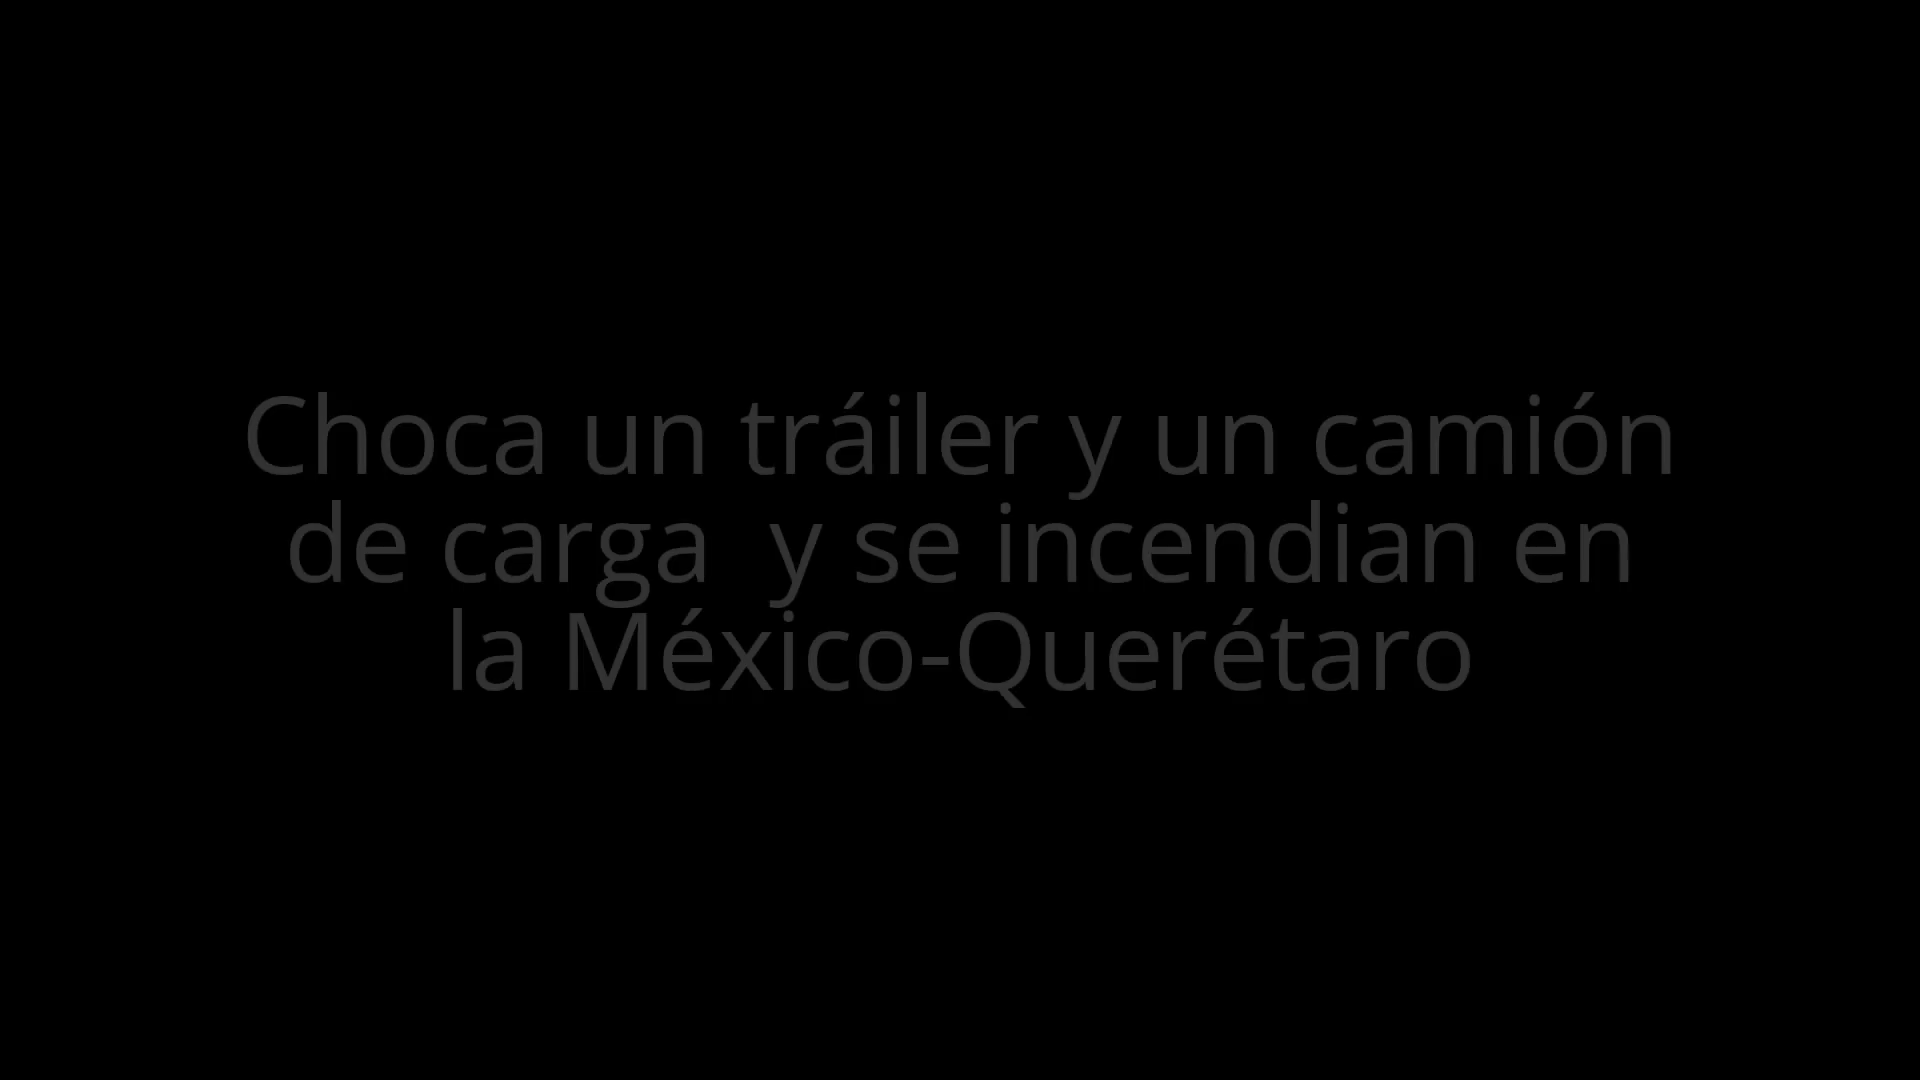 Choca un tráiler y un camión
de carga  y se incendian en
la México-Querétaro